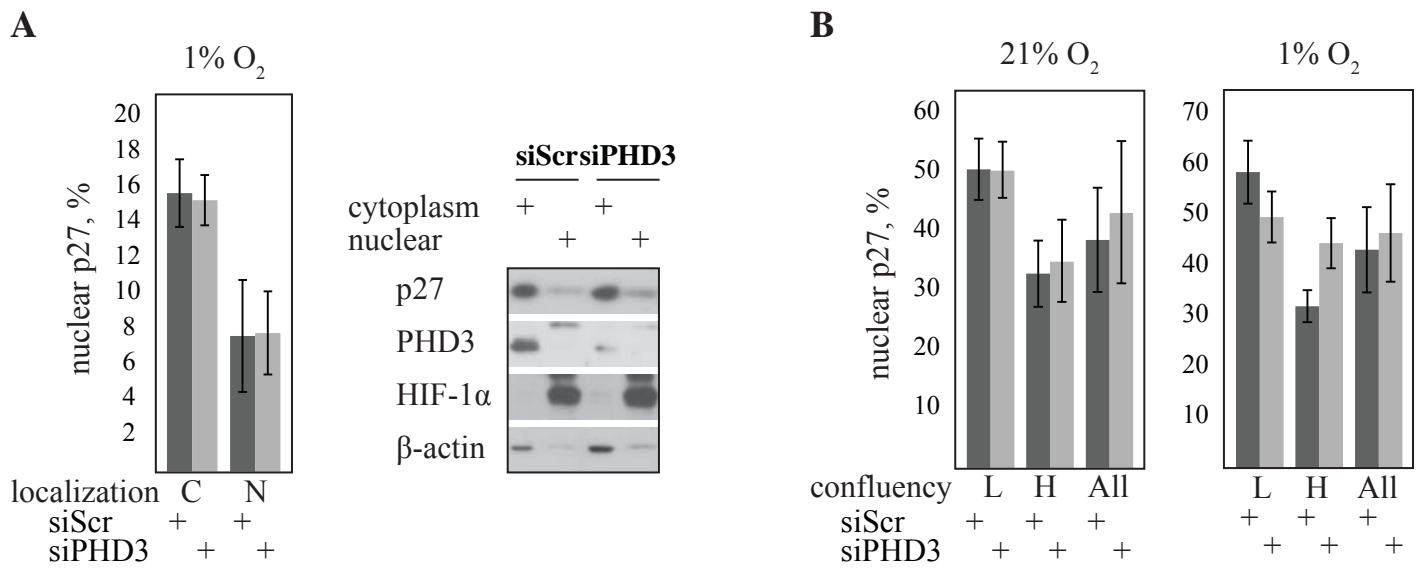 A
1% O2
nuclear p27, %
20
18
16
14
12
10
8
6
4
2
localization C N
siScr + +
siPHD3 + +
siScrsiPHD3
cytoplasm + +
nuclear + +
p27
PHD3
HIF-1α
β-actin
B
21% O2
nuclear p27, %
60
50
40
30
20
10
confluency L H All
siScr + + +
siPHD3 + + +
1% O2
70
60
50
40
30
20
10
L H All
+ + +
+ + +